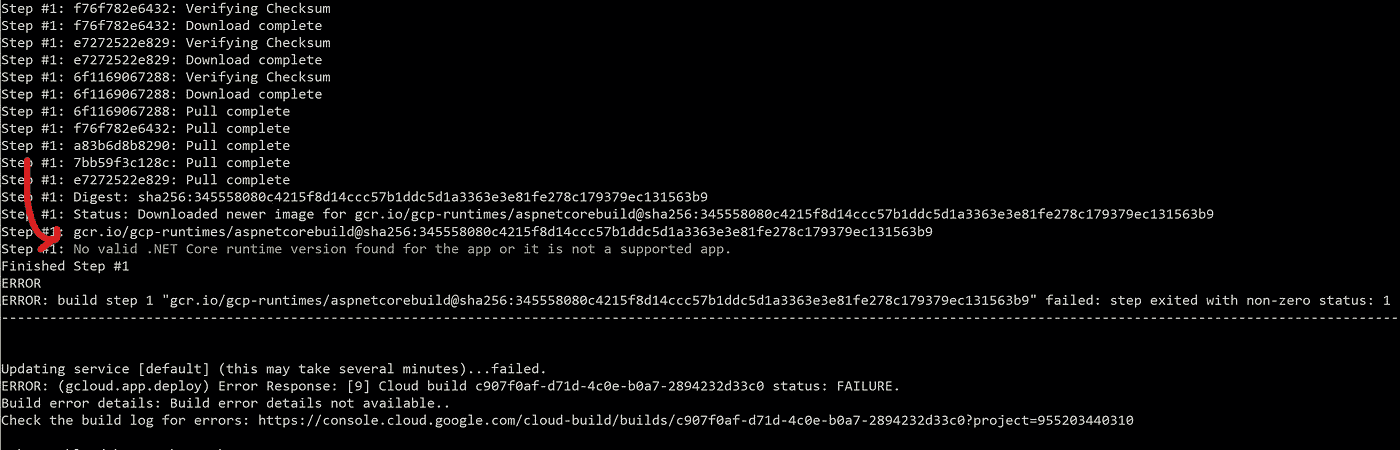 Step #1: f76f782e6432: Verifying Checksum
Step #1: f76f782e6432: Download complete
Step #1: e7272522e829: Verifying Checksum
Step #1: e7272522e829: Download complete
Step #1: 6f1169067288: Verifying Checksum
Step #1: 6f1169067288: Download complete
Step #1: 6f1169067288: Pull complete
Step #1: f76f782e6432: Pull complete
Step #1: a83b6d8b8290: Pull complete
Step #1: 7bb59f3c128c: Pull complete
Step #1: e7272522e829: Pull complete
Step #1: Digest: sha256:345558080c4215f8d14ccc57b1ddc5d1a3363e3e81fe278c179379ec131563b9
Step #1: Status: Downloaded newer image for gcr.io/gcp-runtimes/aspnetcorebuild@sha256:345558080c4215f8d14ccc57b1ddc5d1a3363e3e81fe278c179379ec131563b9
Step #1: gcr.io/gcp-runtimes/aspnetcorebuild@sha256:345558080c4215f8d14ccc57b1ddc5d1a3363e3e81fe278c179379ec131563b9
Step #1: No valid .NET Core runtime version found for the app or it is not a supported app.
Finished Step #1
ERROR
ERROR: build step 1 "gcr.io/gcp-runtimes/aspnetcorebuild@sha256:345558080c4215f8d14ccc57b1ddc5d1a3363e3e81fe278c179379ec131563b9" failed: step exited with non-zero status: 1
Updating service [default] (this may take several minutes)...failed.
ERROR: (gcloud.app.deploy) Error Response: [9] Cloud build c907f0af-d71d-4c0e-b0a7-2894232d33c0 status: FAILURE.
Build error details: Build error details not available..
Check the build log for errors: https://console.cloud.google.com/cloud-build/builds/c907f0af-d71d-4c0e-b0a7-2894232d33c0?project=955203440310